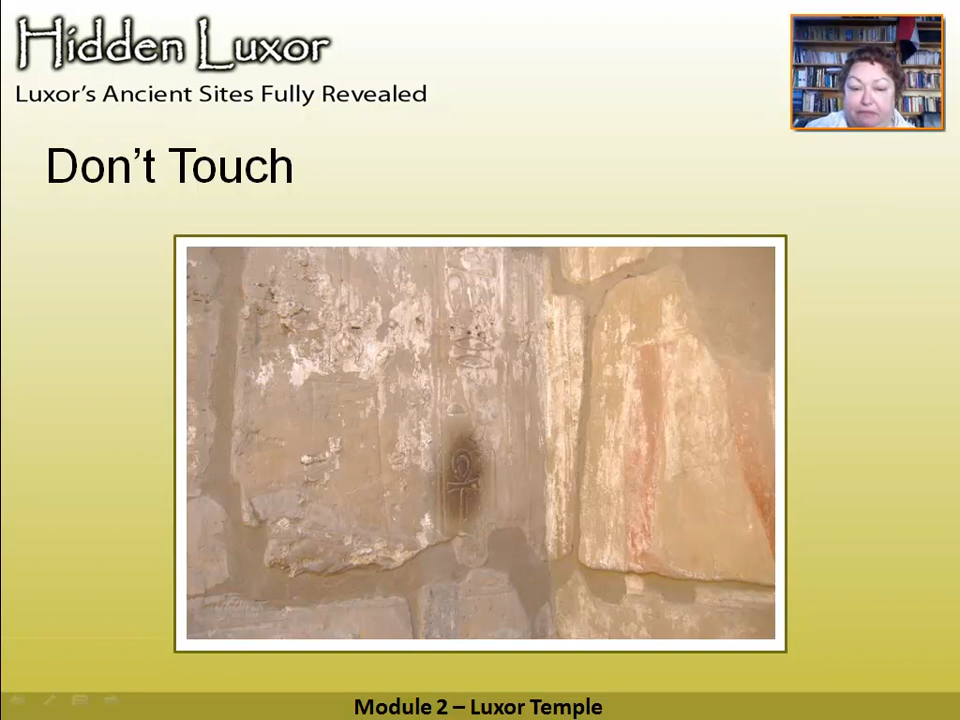 Hidden Luxor
Luxor's Ancient Sites Fully Revealed
Don't Touch
Module 2 – Luxor Temple